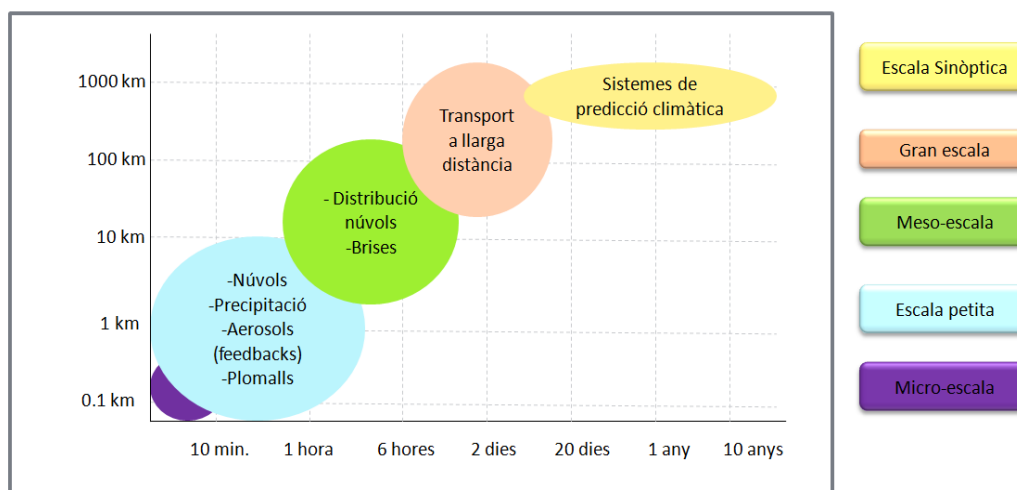 1000 km
100 km
10 km
1 km
0.1 km
Sistemes de
predicció climàtica
Transport
a llarga
distància
- Distribució
núvols
-Brises
-Núvols
-Precipitació
-Aerosols
(feedbacks)
-Plomalls
10 min.
1 hora
6 hores
2 dies
20 dies
1 any
10 anys
Escala Sinòptica
Gran escala
Meso-escala
Escala petita
Micro-escala